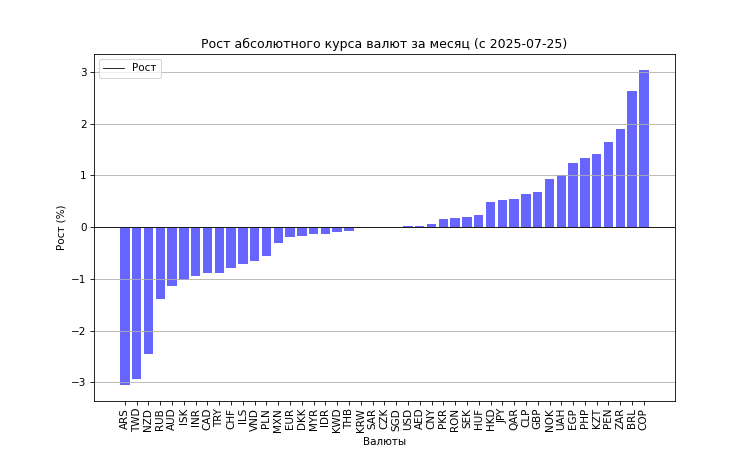 Рост абсолютного курса валют за месяц (с 2025-07-25)
Рост
3
2
1
0
−1
−2
−3
Рост (%)
ARS TWD NZD RUB AUD ISK INR CAD TRY CHF ILS VND PLN MXN EUR DKK MYR IDR KWD THB KRW SAR CZK SGD USD AED CNY PKR RON SEK HUF HKD JPY QAR CLP GBP NOK UAH EGP PHP KZT PEN ZAR BRL COP
Валюты